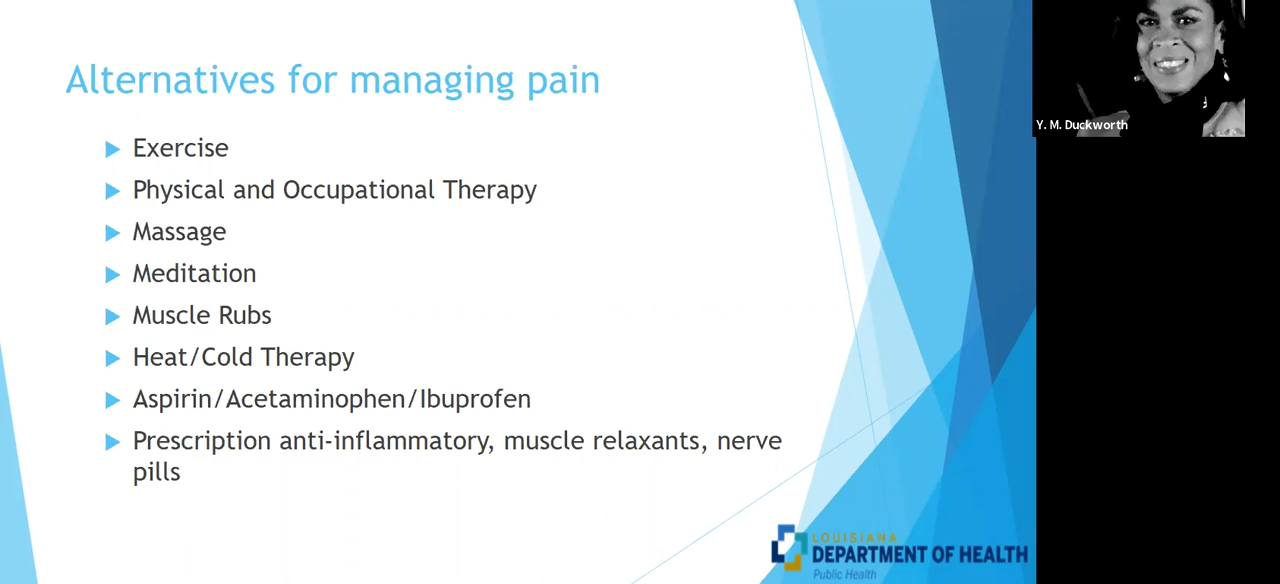 Alternatives for managing pain
Exercise
Physical and Occupational Therapy
Massage
Meditation
Muscle Rubs
Heat/Cold Therapy
Aspirin/Acetaminophen/Ibuprofen
Prescription anti-inflammatory, muscle relaxants, nerve
pills
LOUISIANA
DEPARTMENT OF HEALTH
Public Health
Y. M. Duckworth